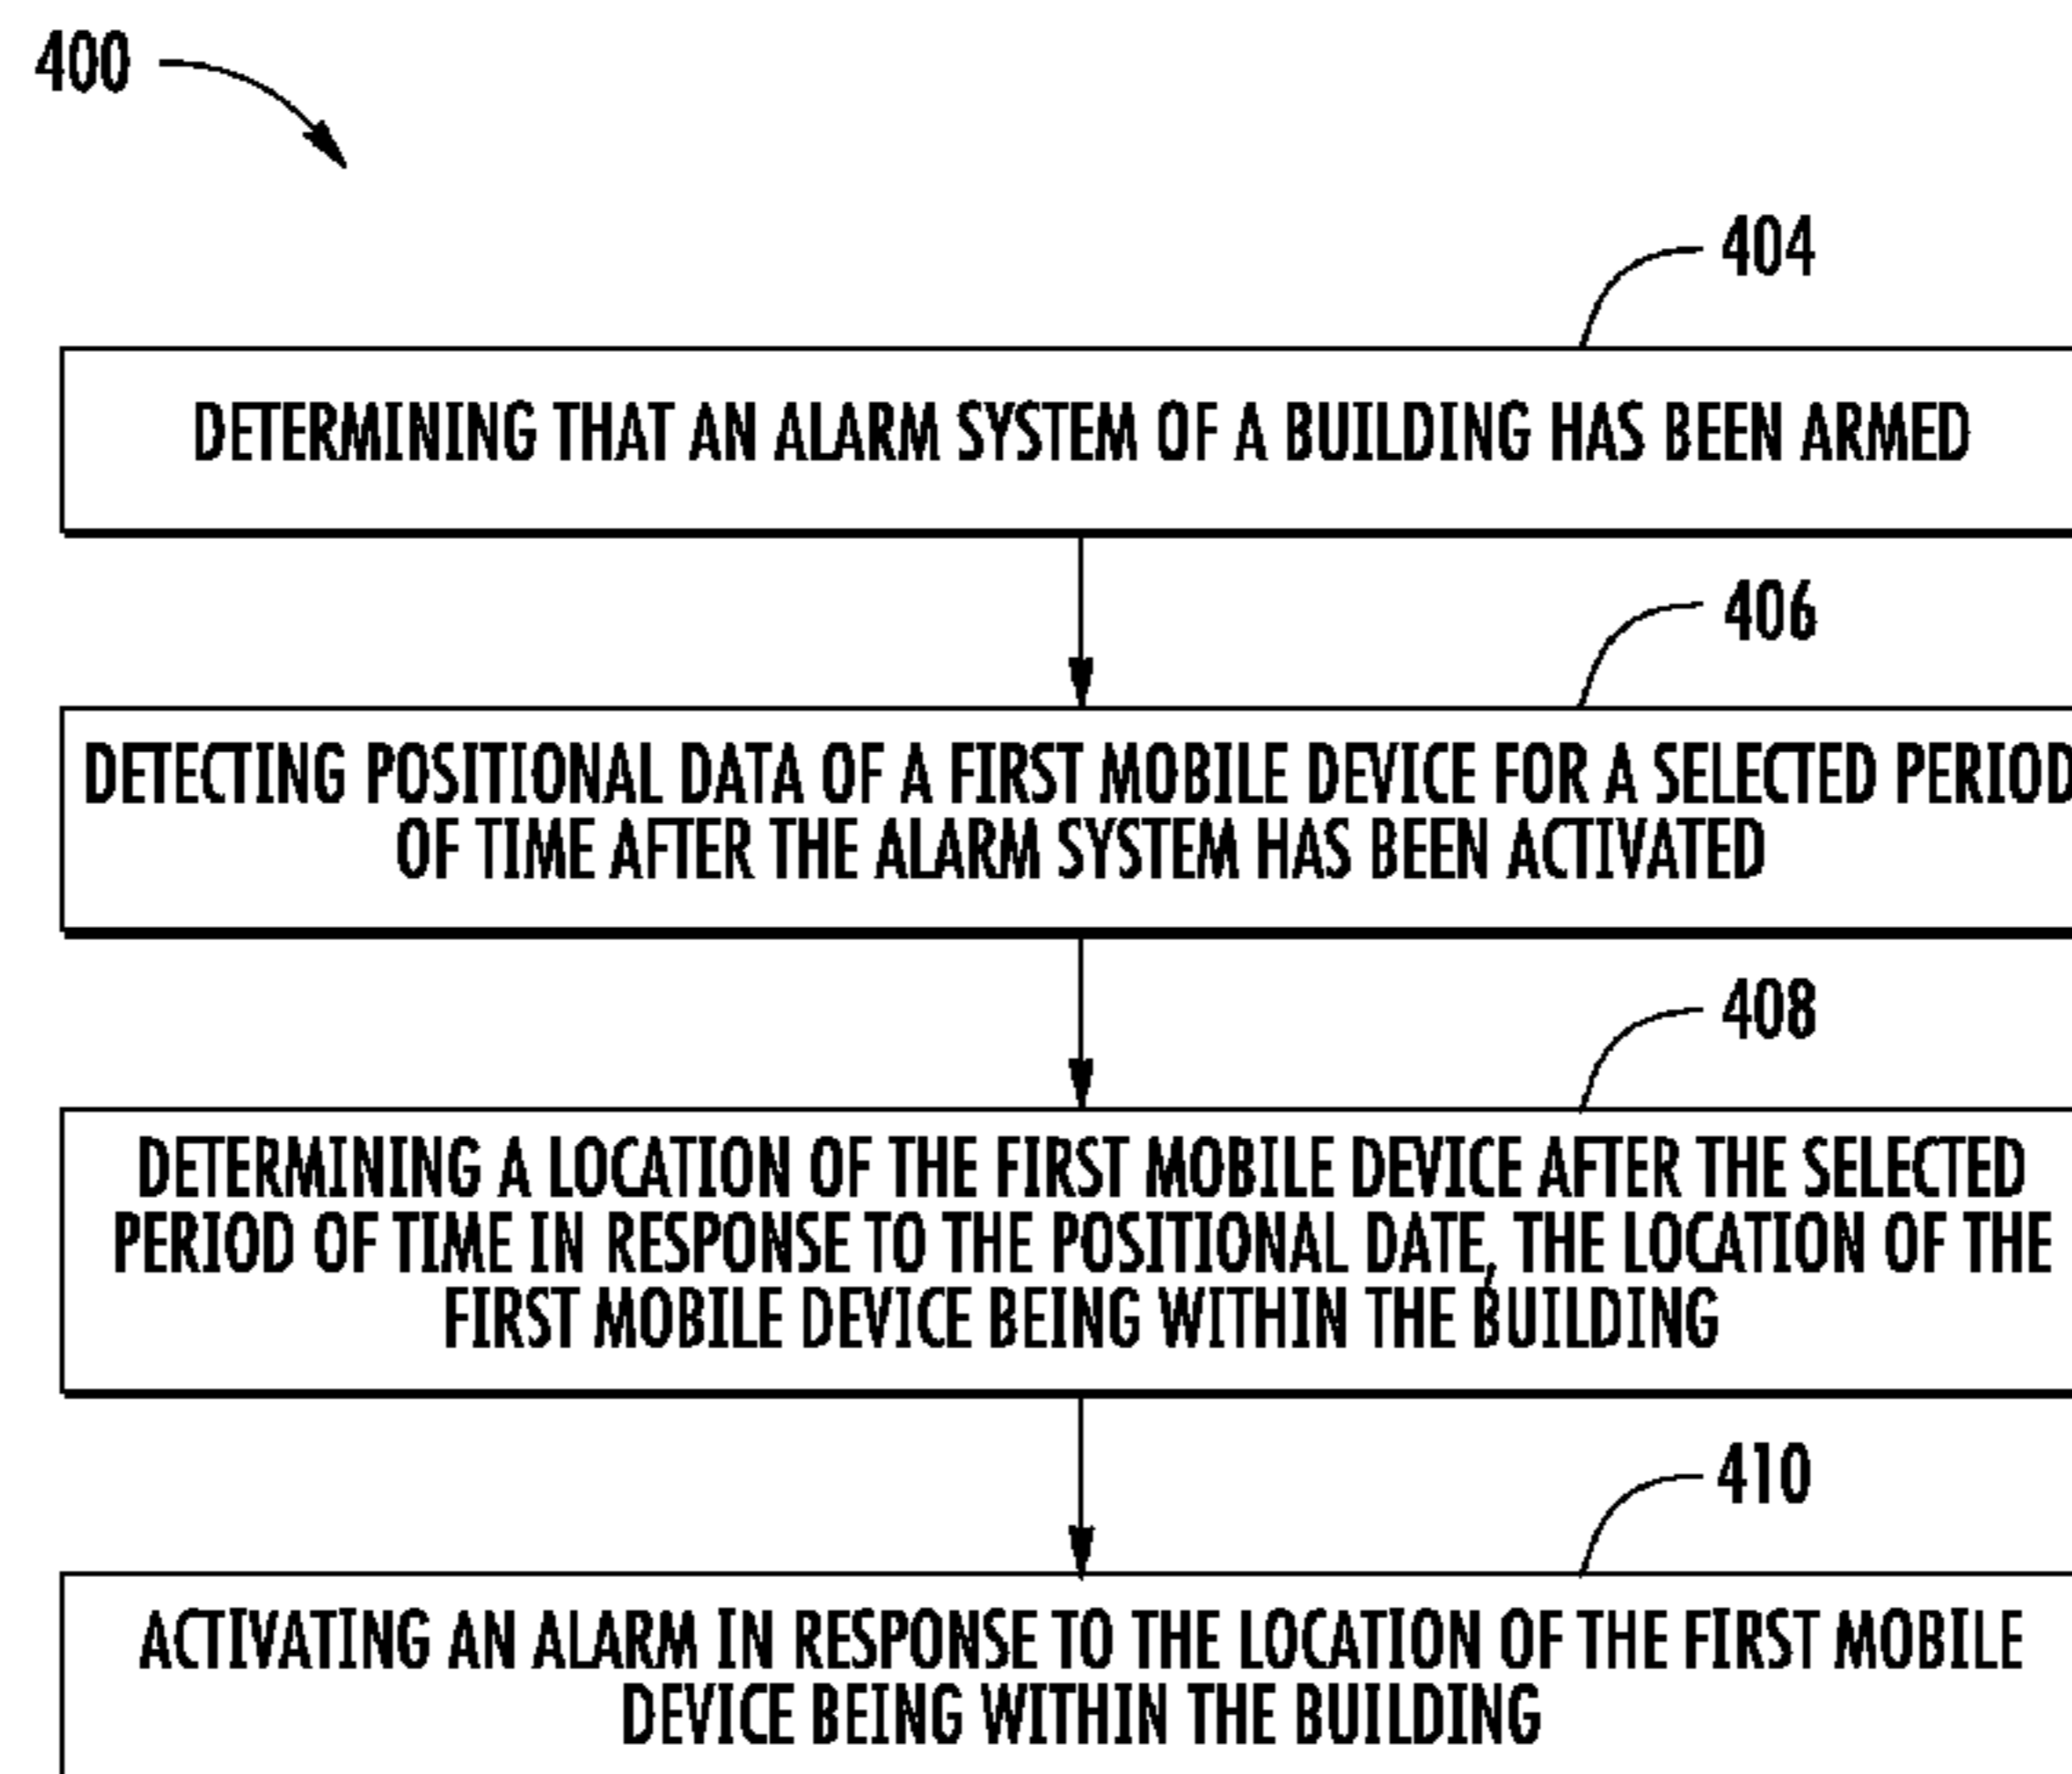 400
404
DETERMINING THAT AN ALARM SYSTEM OF A BUILDING HAS BEEN ARMED
406
DETECTING POSITIONAL DATA OF A FIRST MOBILE DEVICE FOR A SELECTED PERIOD
OF TIME AFTER THE ALARM SYSTEM HAS BEEN ACTIVATED
408
DETERMINING A LOCATION OF THE FIRST MOBILE DEVICE AFTER THE SELECTED
PERIOD OF TIME IN RESPONSE TO THE POSITIONAL DATE, THE LOCATION OF THE
FIRST MOBILE DEVICE BEING WITHIN THE BUILDING
410
ACTIVATING AN ALARM IN RESPONSE TO THE LOCATION OF THE FIRST MOBILE
DEVICE BEING WITHIN THE BUILDING